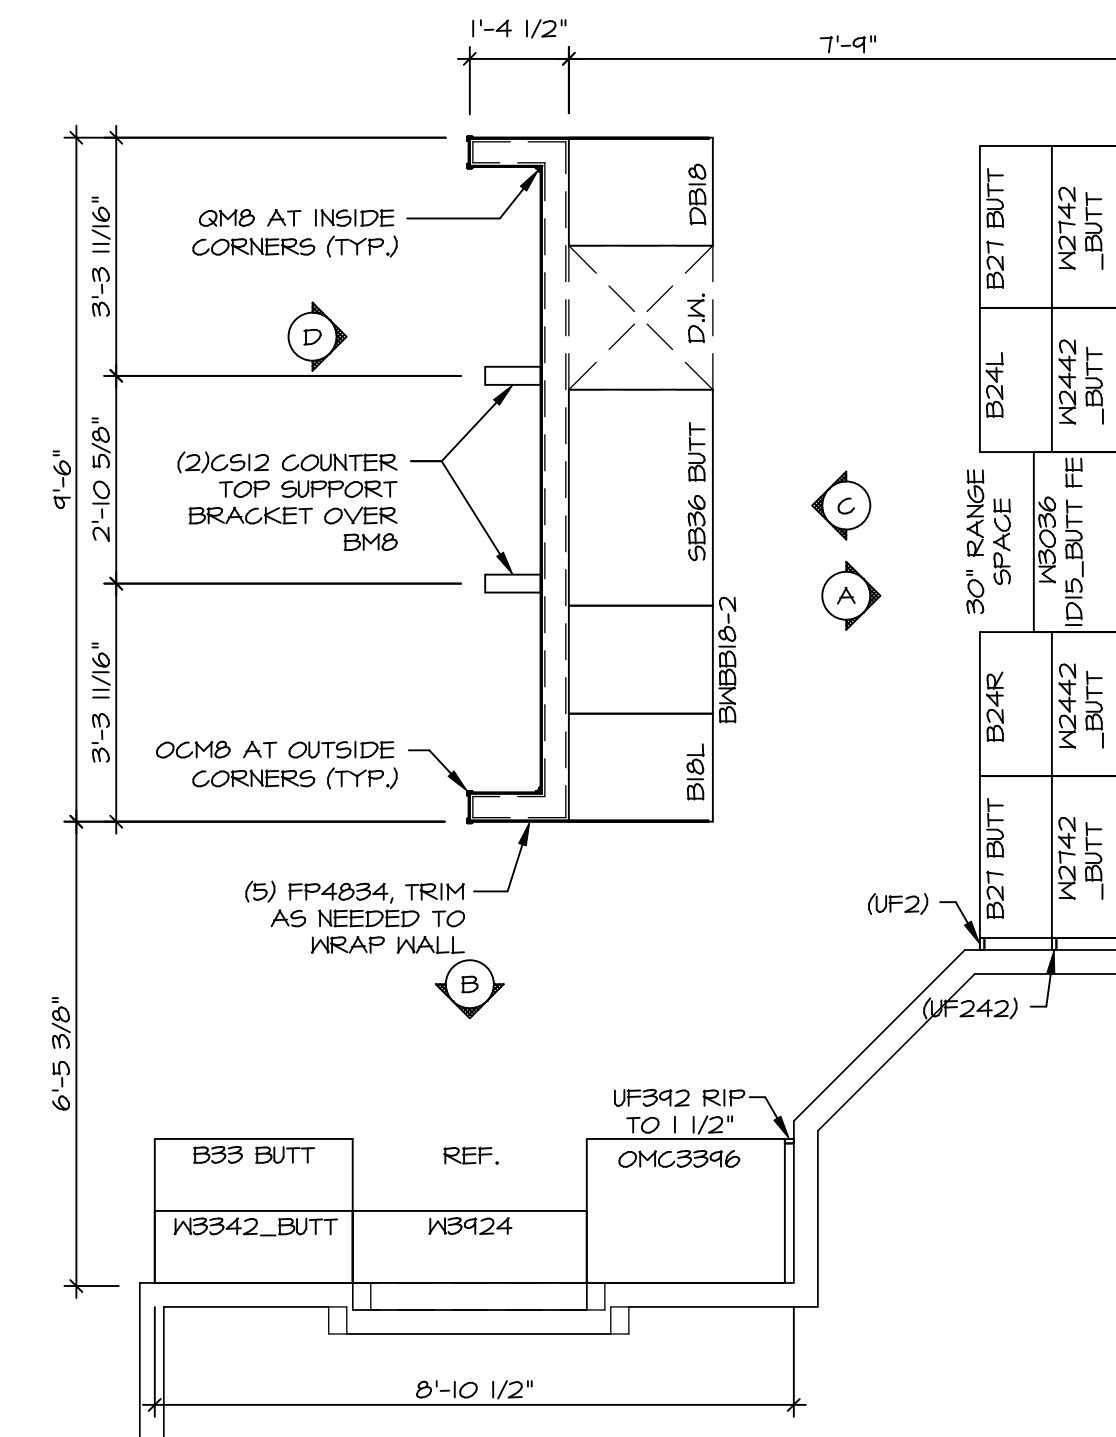 1'-4 1/2"
7'-9"
9'-6"
3'-3 11/16"
2'-10 5/8"
3'-3 11/16"
6'-5 3/8"
QM8 AT INSIDE
CORNERS (TYP.)
D
(2)CS12 COUNTER
TOP SUPPORT
BRACKET OVER
BM8
OCM8 AT OUTSIDE
CORNERS (TYP.)
(5) FP4834, TRIM
AS NEEDED TO
WRAP WALL
B
DB18
D.W.
SB36 BUTT
BWBB18-2
B18L
C
A
B27 BUTT
W2742
_BUTT
B24L
W2442
_BUTT
30" RANGE
SPACE
W3036
1D15_BUTT FE
B24R
W2442
_BUTT
B27 BUTT
W2742
_BUTT
(UF2)
(UF242)
UF392 RIP
TO 1 1/2"
B33 BUTT
REF.
OMC3396
W3342_BUTT
W3924
8'-10 1/2"